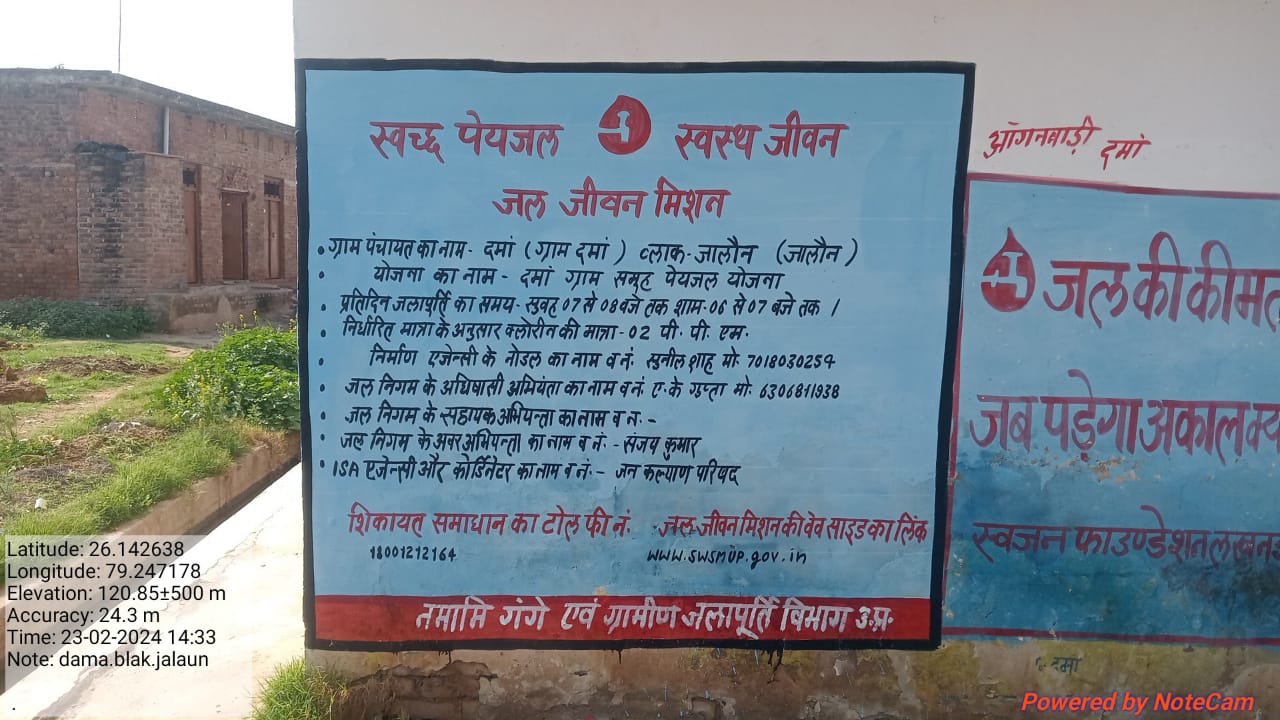 स्वच्छ पेयजल स्वस्थ जीवन
जल जीवन मिशन
• ग्राम पंचायत का नाम- दमां (ग्राम दमां) ब्लाक-जालौन (जालौन)
• योजना का नाम - दमां ग्राम समूह पेयजल योजना
• प्रतिदिन जलापूर्ति का समय- सुवह 07 से 08 बजे तक शाम-06 से 07 बजे तक ।
• निर्धारित मात्रा के अनुसार क्लोरीन की मात्रा-02 पी. पी. एम.
• निर्माण एजेन्सी के नोडल का नाम व नं. सुनील शाह मो. 7018030254
• जल निगम के अधिषासी अभियंता का नाम व नं. ए.के गुप्ता मो. 6306811938
• जल निगम के सहायक अभियन्ता का नाम व नं.-
• जल निगम के अवर अभियन्ता का नाम व नं.-संजय कुमार
• ISA एजेन्सी और कोर्डिनेटर का नाम व नं.- जन कल्याण परिषद
शिकायत समाधान का टोल फ्री नं.
18001212164
जल जीवन मिशन की वेव साइड का लिंक
www.swsmup.gov.in
नमामि गंगे एवं ग्रामीण जलापूर्ति विभाग उ.प्र.
ऑगनबाड़ी दमां
जल की कीमत
जब पड़ेगा अकाल
स्वजन फाउण्डेशन लखनऊ
दमां
Latitude: 26.142638
Longitude: 79.247178
Elevation: 120.85±500 m
Accuracy: 24.3 m
Time: 23-02-2024 14:33
Note: dama.blak.jalaun
Powered by NoteCam